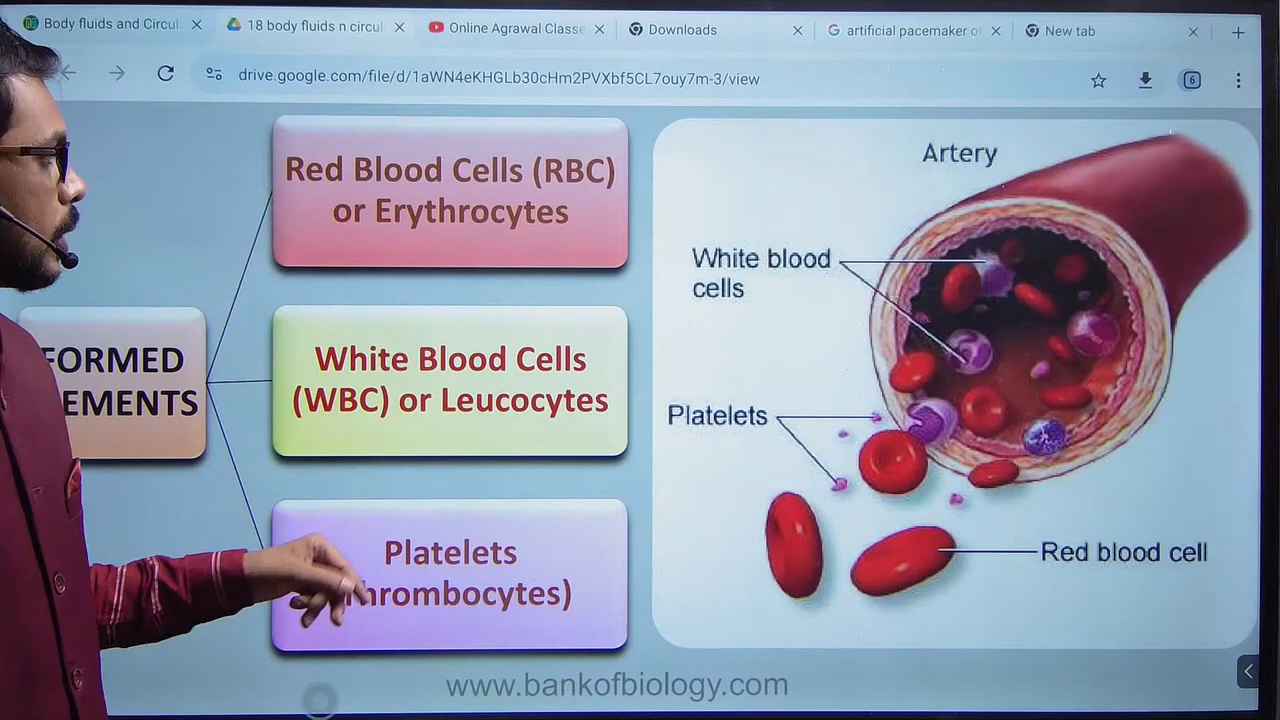 Body fluids and Circul
18 body fluids n circul
Online Agrawal Classe
Downloads
artificial pacemaker o
New tab
drive.google.com/file/d/1aWN4eKHGLb30cHm2PVXbf5CL7ouy7m-3/view
6
Red Blood Cells (RBC)
or Erythrocytes
FORMED
EMENTS
White Blood Cells
(WBC) or Leucocytes
Platelets
hrombocytes)
Artery
White blood
cells
Platelets
Red blood cell
www.bankofbiology.com